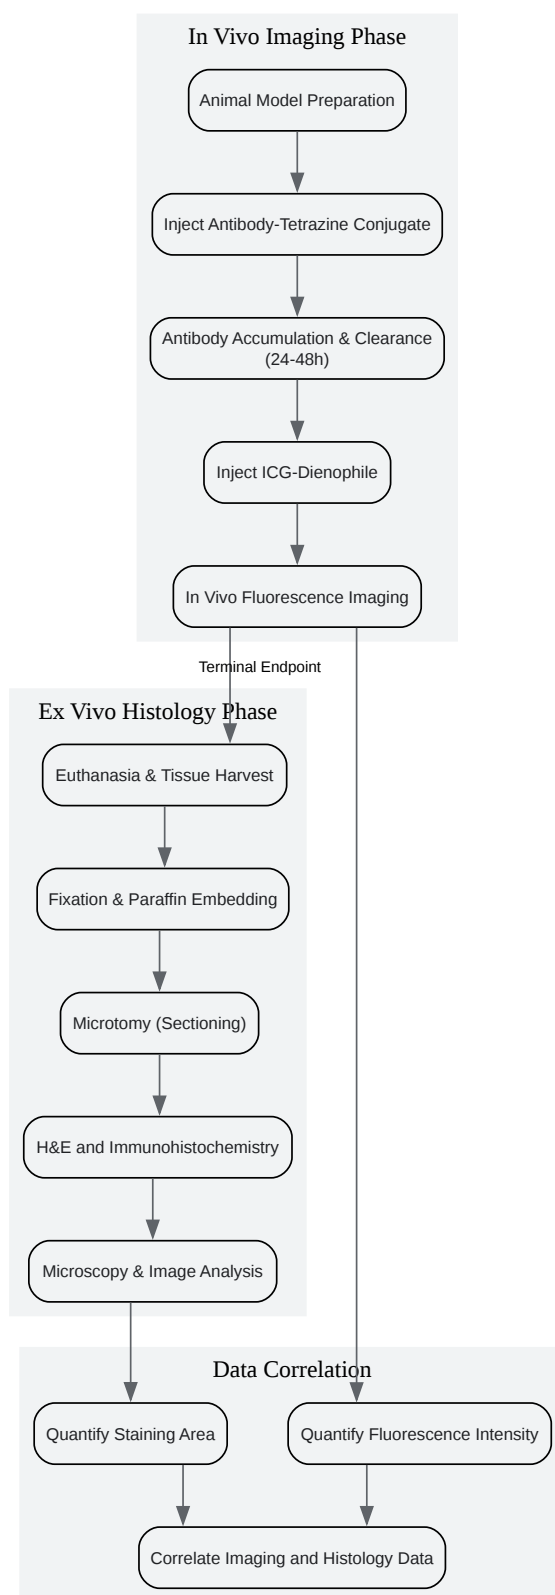 In Vivo Imaging Phase
Animal Model Preparation
Inject Antibody-Tetrazine Conjugate
Antibody Accumulation & Clearance
(24-48h)
Inject ICG-Dienophile
In Vivo Fluorescence Imaging
Terminal Endpoint
Ex Vivo Histology Phase
Euthanasia & Tissue Harvest
Fixation & Paraffin Embedding
Microtomy (Sectioning)
H&E and Immunohistochemistry
Microscopy & Image Analysis
Data Correlation
Quantify Staining Area
Quantify Fluorescence Intensity
Correlate Imaging and Histology Data